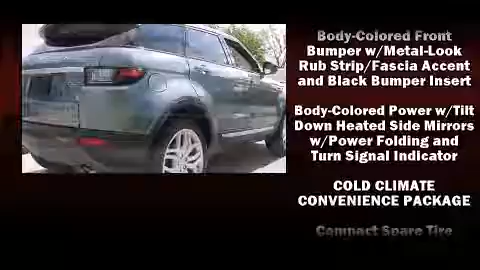 Body-Colored Front
Bumper w/Metal-Look
Rub Strip/Fascia Accent
and Black Bumper Insert
Body-Colored Power w/Tilt
Down Heated Side Mirrors
w/Power Folding and
Turn Signal Indicator
COLD CLIMATE
CONVENIENCE PACKAGE
Compact Spare Tire